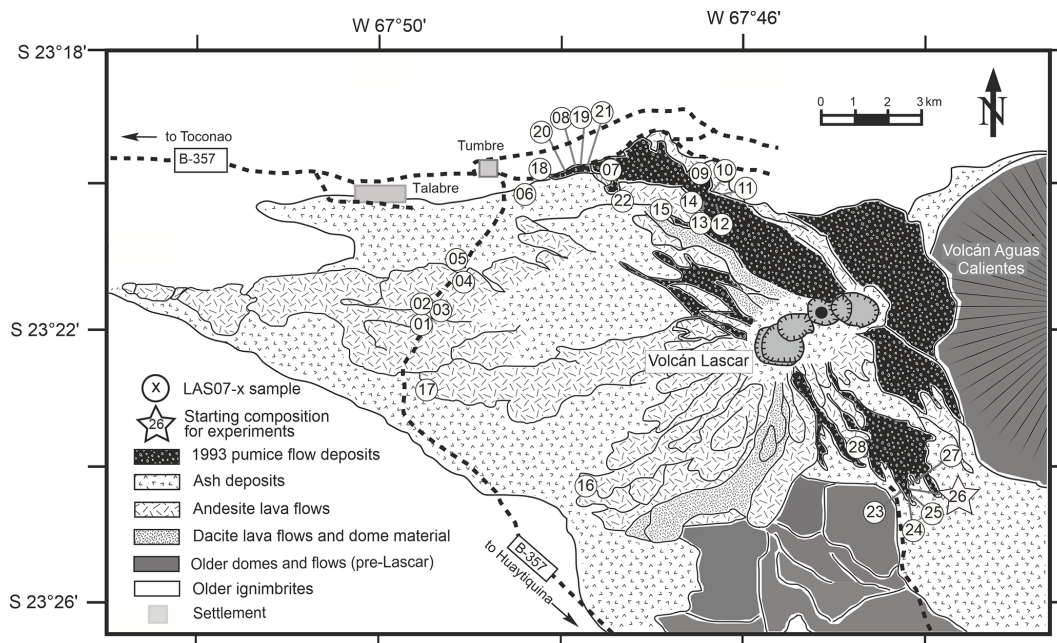 W 67°50'
W 67°46'
S 23°18'
0 1 2 3 km
N
to Toconao
B-357
Tumbre
Talabre
20
08
19
21
18
07
09
10
11
06
22
15
14
13
12
Volcán Aguas
Calientes
05
04
02
03
01
S 23°22'
Volcán Lascar
17
X
LAS07-x sample
26
Starting composition
for experiments
1993 pumice flow deposits
Ash deposits
Andesite lava flows
Dacite lava flows and dome material
Older domes and flows (pre-Lascar)
Older ignimbrites
Settlement
16
28
27
26
25
24
23
B-357
to Huaytiquina
S 23°26'